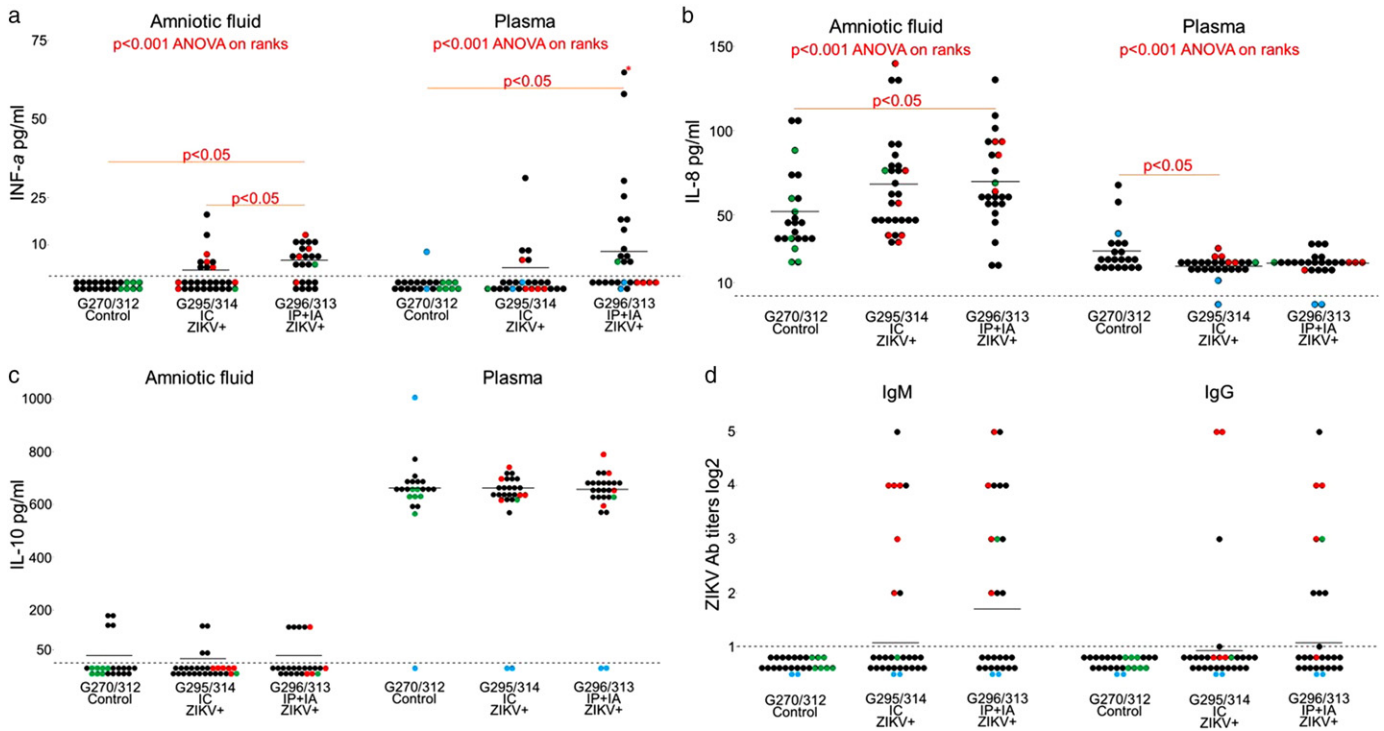 a
Amniotic fluid
Plasma
p<0.001 ANOVA on ranks
p<0.001 ANOVA on ranks
INF-a pg/ml
75
50
25
10
p<0.05
p<0.05
p<0.05
*
G270/312
Control
G295/314
IC
ZIKV+
G296/313
IP+IA
ZIKV+
G270/312
Control
G295/314
IC
ZIKV+
G296/313
IP+IA
ZIKV+
b
Amniotic fluid
Plasma
p<0.001 ANOVA on ranks
p<0.001 ANOVA on ranks
IL-8 pg/ml
150
100
50
10
p<0.05
p<0.05
G270/312
Control
G295/314
IC
ZIKV+
G296/313
IP+IA
ZIKV+
G270/312
Control
G295/314
IC
ZIKV+
G296/313
IP+IA
ZIKV+
c
Amniotic fluid
Plasma
IL-10 pg/ml
1000
800
600
400
200
50
G270/312
Control
G295/314
IC
ZIKV+
G296/313
IP+IA
ZIKV+
G270/312
Control
G295/314
IC
ZIKV+
G296/313
IP+IA
ZIKV+
d
IgM
IgG
ZIKV Ab titers log2
5
4
3
2
1
G270/312
Control
G295/314
IC
ZIKV+
G296/313
IP+IA
ZIKV+
G270/312
Control
G295/314
IC
ZIKV+
G296/313
IP+IA
ZIKV+